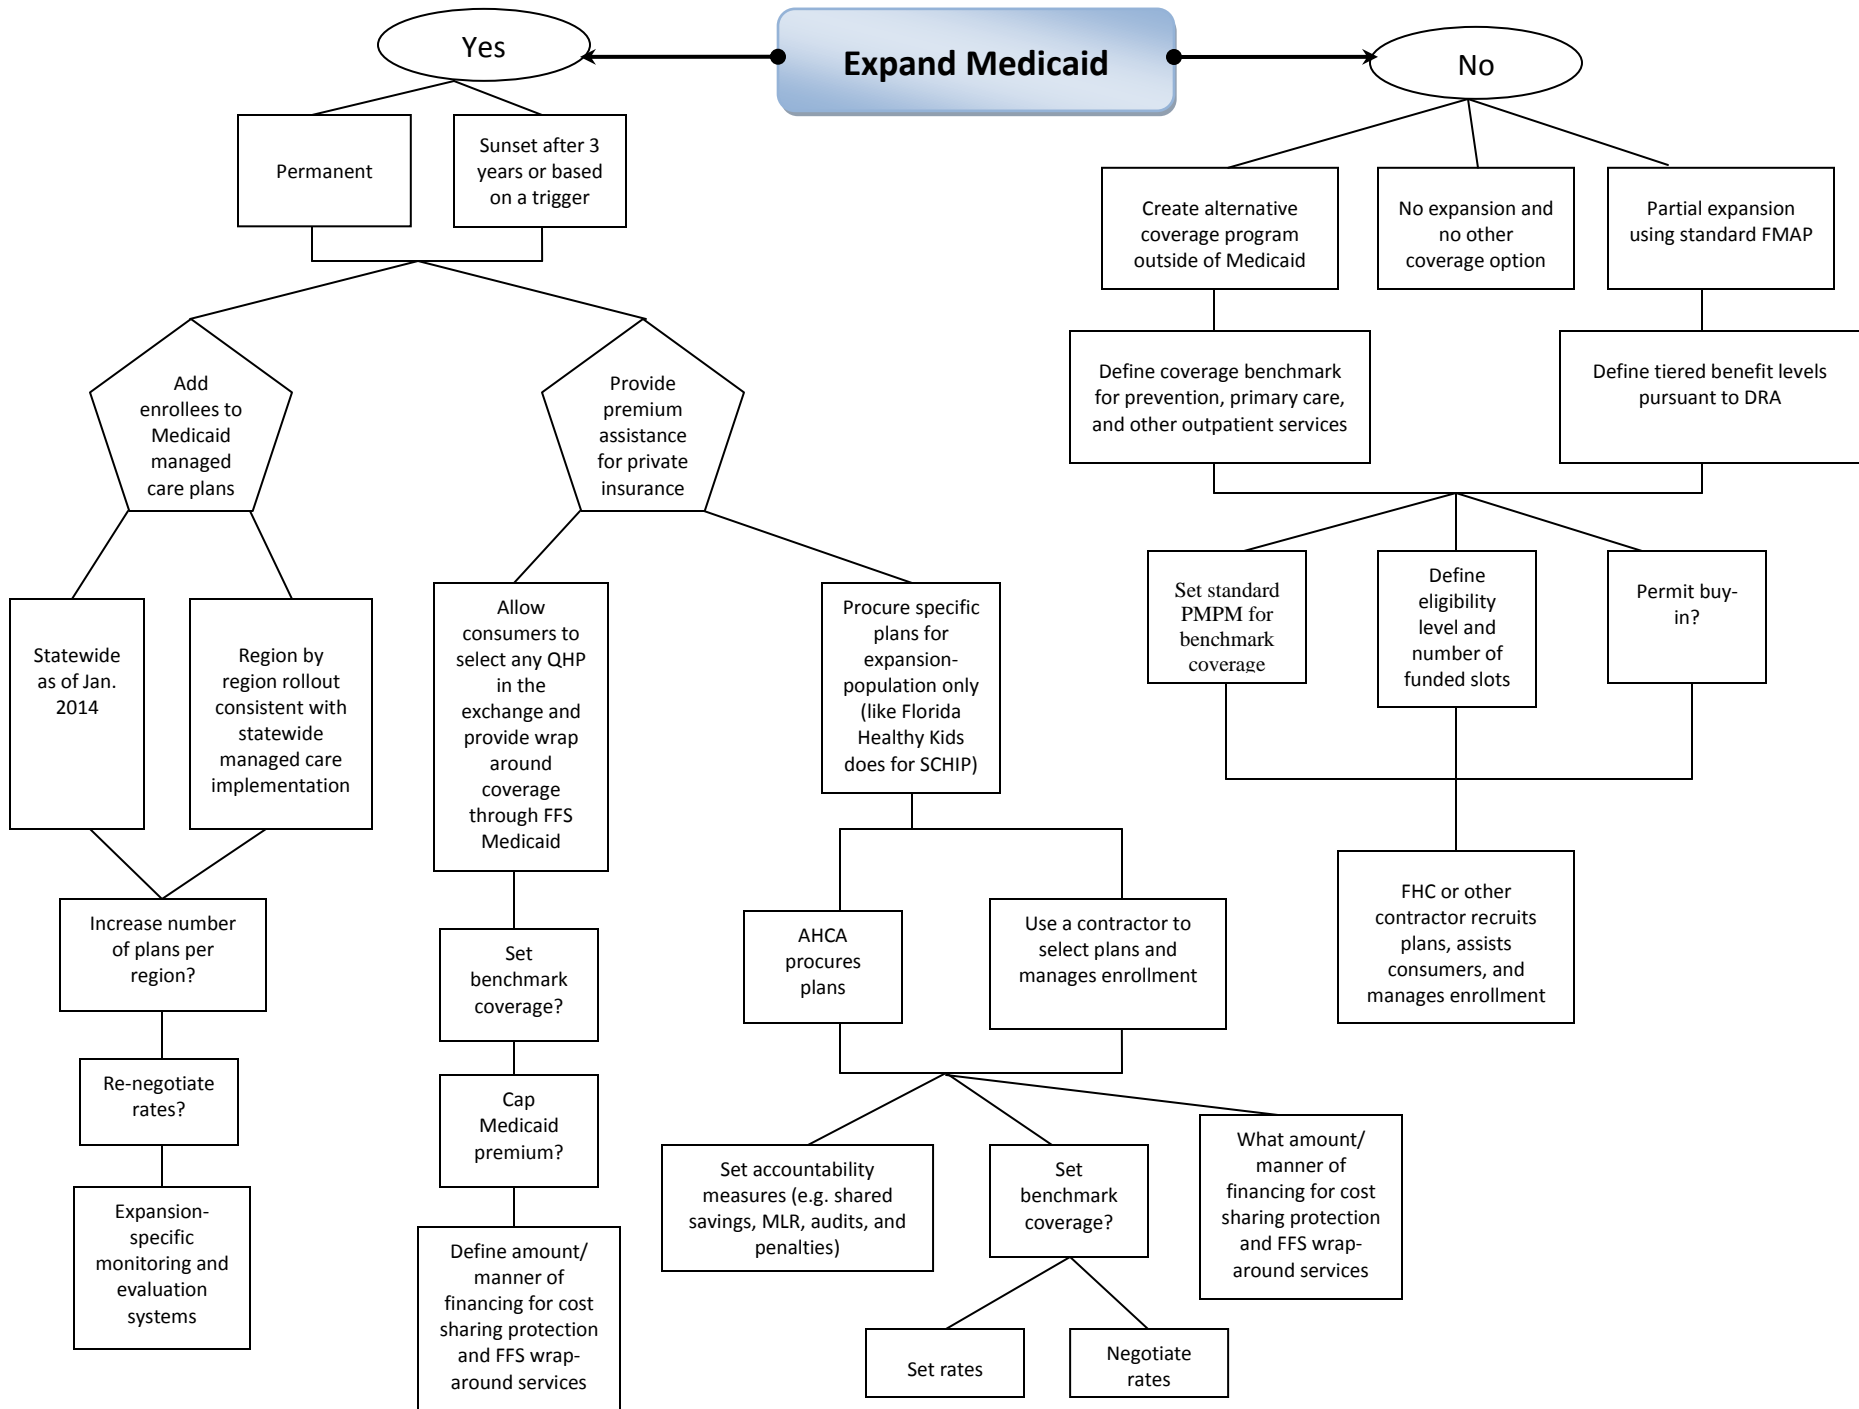 Yes
Expand Medicaid
No
Permanent
Sunset after 3
years or based
on a trigger
Create alternative
coverage program
outside of Medicaid
No expansion and
no other
coverage option
Partial expansion
using standard FMAP
Define coverage benchmark
for prevention, primary care,
and other outpatient services
Define tiered benefit levels
pursuant to DRA
Add
enrollees to
Medicaid
managed
care plans
Provide
premium
assistance
for private
insurance
Set standard
PMPM for
benchmark
coverage
Define
eligibility
level and
number of
funded slots
Permit buy-
in?
Statewide
as of Jan.
2014
Region by
region rollout
consistent with
statewide
managed care
implementation
Allow
consumers to
select any QHP
in the
exchange and
provide wrap
around
coverage
through FFS
Medicaid
Procure specific
plans for
expansion-
population only
(like Florida
Healthy Kids
does for SCHIP)
FHC or other
contractor recruits
plans, assists
consumers, and
manages enrollment
Increase number
of plans per
region?
Set
benchmark
coverage?
AHCA
procures
plans
Use a contractor to
select plans and
manages enrollment
Re-negotiate
rates?
Cap
Medicaid
premium?
Expansion-
specific
monitoring and
evaluation
systems
Define amount/
manner of
financing for cost
sharing protection
and FFS wrap-
around services
Set accountability
measures (e.g. shared
savings, MLR, audits, and
penalties)
Set
benchmark
coverage?
What amount/
manner of
financing for cost
sharing protection
and FFS wrap-
around services
Set rates
Negotiate
rates